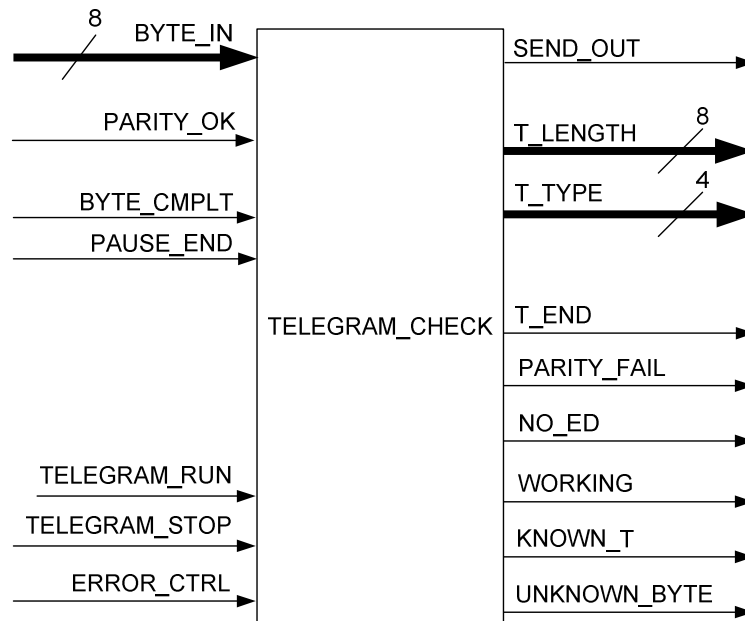 8
BYTE_IN
PARITY_OK
BYTE_CMPLT
PAUSE_END
TELEGRAM_RUN
TELEGRAM_STOP
ERROR_CTRL
TELEGRAM_CHECK
SEND_OUT
T_LENGTH
8
T_TYPE
4
T_END
PARITY_FAIL
NO_ED
WORKING
KNOWN_T
UNKNOWN_BYTE